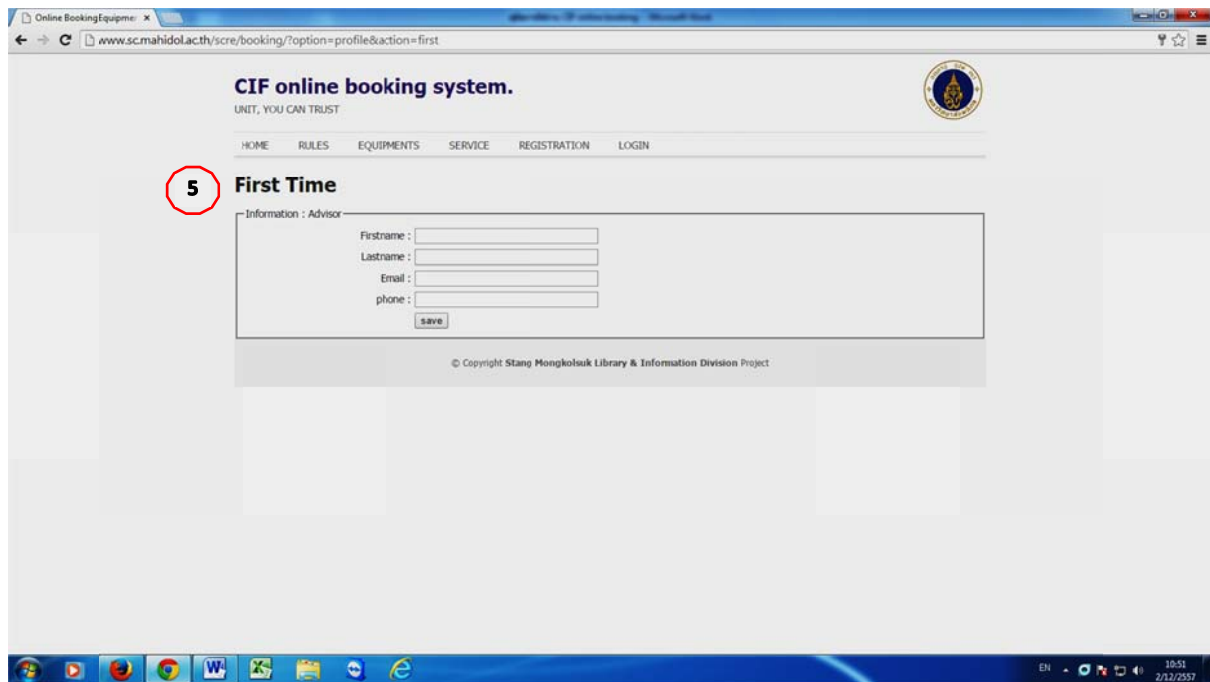 Online BookingEquipmer
www.sc.mahidol.ac.th/scre/booking/?option=profile&action=first
CIF online booking system.
UNIT, YOU CAN TRUST
HOME RULES EQUIPMENTS SERVICE REGISTRATION LOGIN
5
First Time
Information : Advisor
Firstname :
Lastname :
Email :
phone :
save
© Copyright Stang Mongkolsuk Library & Information Division Project
EN
10:51
2/12/2557